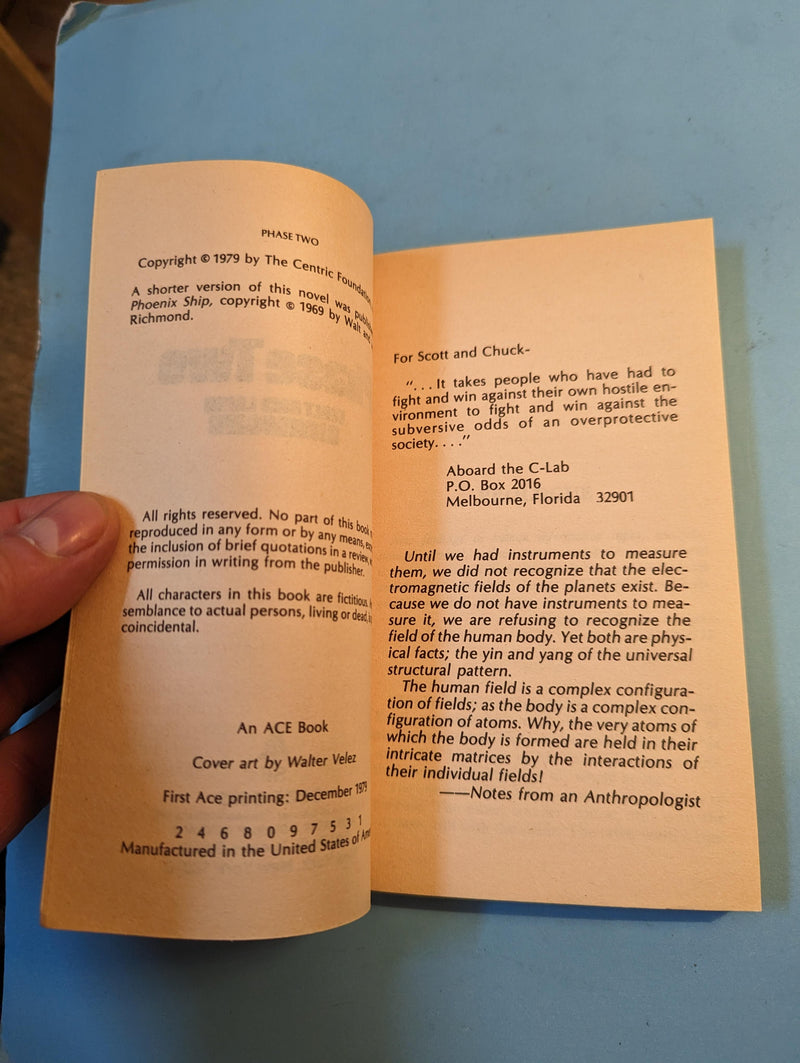 PHASE TWO
Copyright © 1979 by The Centric Foundation
A shorter version of this novel was
Phoenix Ship, copyright © 1969 by Walt and
Richmond.
All rights reserved. No part of this book
reproduced in any form or by any means,
the inclusion of brief quotations in a review,
permission in writing from the publisher.
All characters in this book are fictitious.
semblance to actual persons, living or dead,
coincidental.
An ACE Book
Cover art by Walter Velez
First Ace printing: December 1979
2 4 6 8 0 9 7 5 3 1
Manufactured in the United States of
For Scott and Chuck-
“. . . It takes people who have had to
fight and win against their own hostile en-
vironment to fight and win against the
subversive odds of an overprotective
society. . . .”
Aboard the C-Lab
P.O. Box 2016
Melbourne, Florida 32901
Until we had instruments to measure
them, we did not recognize that the elec-
tromagnetic fields of the planets exist. Be-
cause we do not have instruments to mea-
sure it, we are refusing to recognize the
field of the human body. Yet both are phys-
ical facts; the yin and yang of the universal
structural pattern.
The human field is a complex configura-
tion of fields; as the body is a complex con-
figuration of atoms. Why, the very atoms of
which the body is formed are held in their
intricate matrices by the interactions of
their individual fields!
——Notes from an Anthropologist